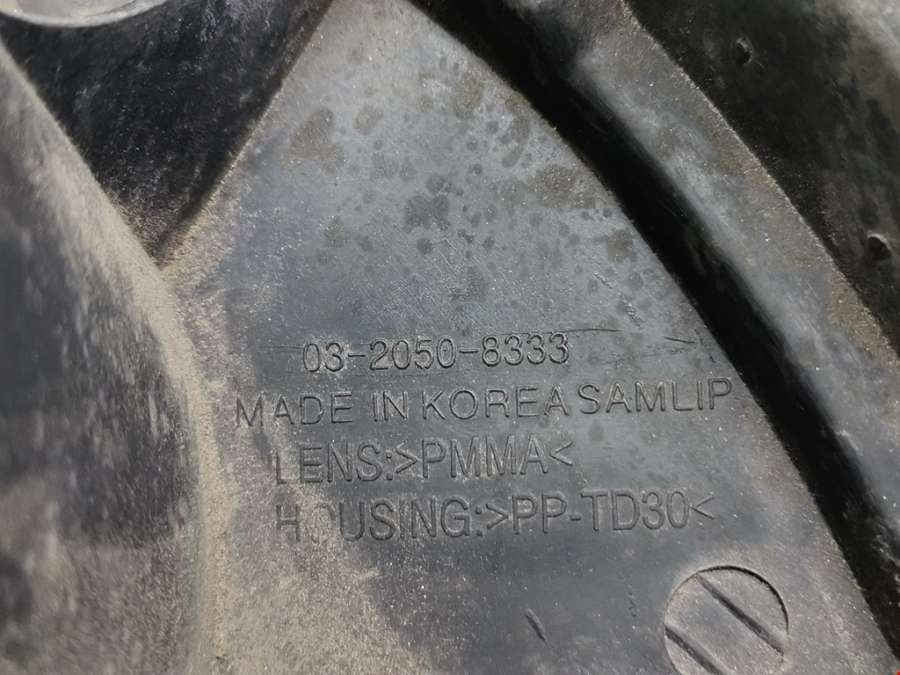 03-2050-8333
MADE IN KOREA SAMLIP
LENS:>PMMA<
HOUSING:>PP-TD30<